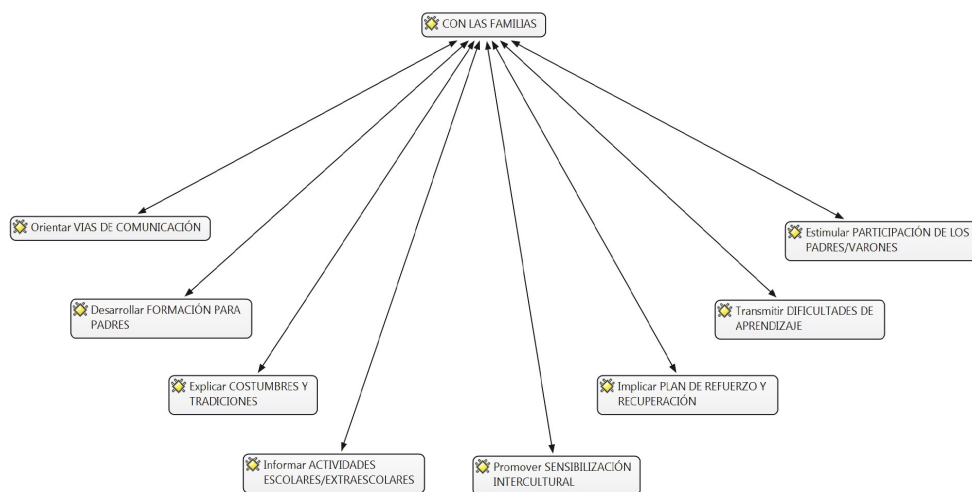 CON LAS FAMILIAS
Orientar VIAS DE COMUNICACIÓN
Estimular PARTICIPACIÓN DE LOS
PADRES/VARONES
Desarrollar FORMACIÓN PARA
PADRES
Transmitir DIFICULTADES DE
APRENDIZAJE
Explicar COSTUMBRES Y
TRADICIONES
Implicar PLAN DE REFUERZO Y
RECUPERACIÓN
Informar ACTIVIDADES
ESCOLARES/EXTRAESCOLARES
Promover SENSIBILIZACIÓN
INTERCULTURAL